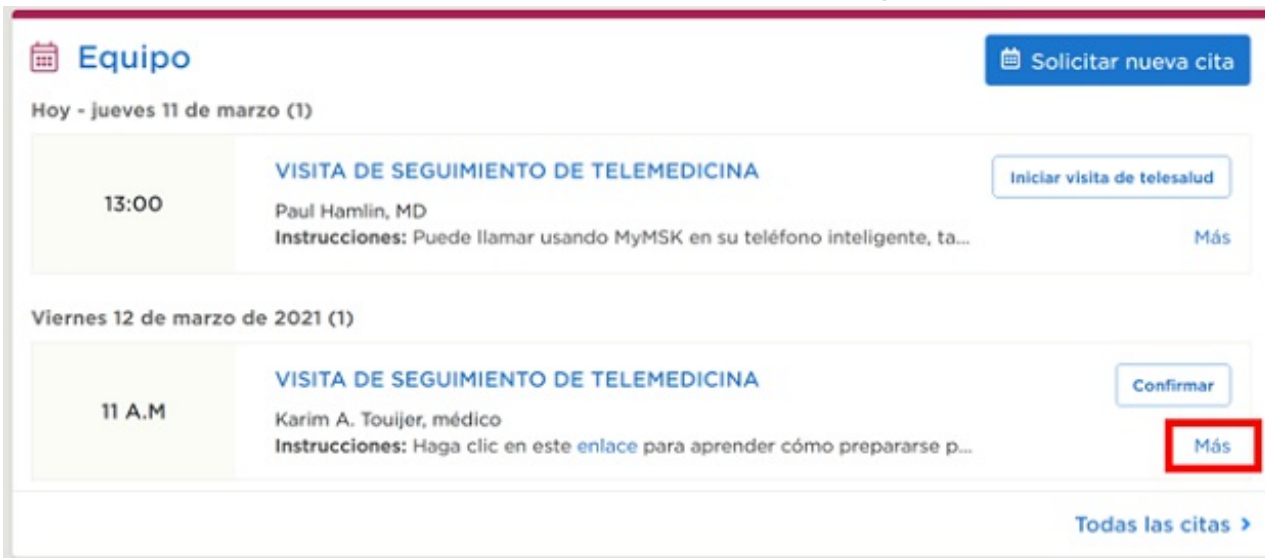 Equipo
Solicitar nueva cita
Hoy - jueves 11 de marzo (1)
13:00
VISITA DE SEGUIMIENTO DE TELEMEDICINA
Iniciar visita de telesalud
Paul Hamlin, MD
Instrucciones: Puede llamar usando MyMSK en su teléfono inteligente, ta...
Más
Viernes 12 de marzo de 2021 (1)
11 A.M
VISITA DE SEGUIMIENTO DE TELEMEDICINA
Confirmar
Karim A. Touijer, médico
Instrucciones: Haga clic en este enlace para aprender cómo prepararse p...
Más
Todas las citas >